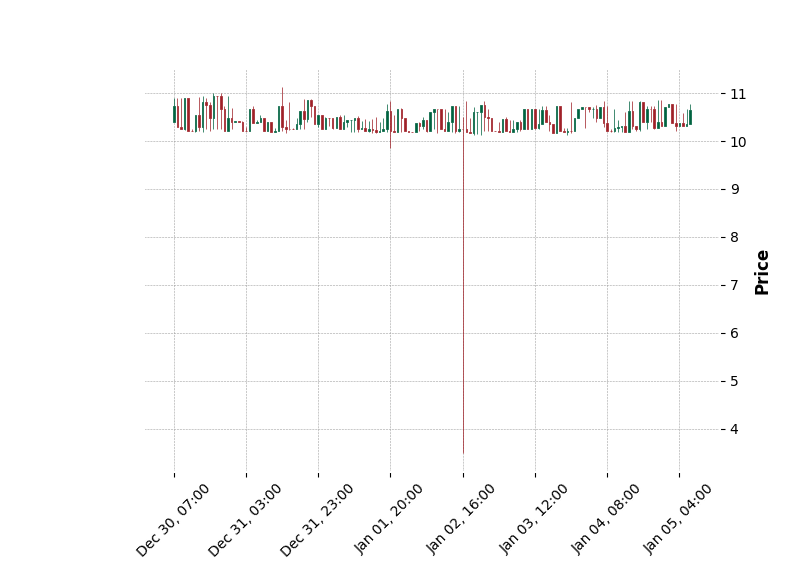 11
10
9
8
7
6
5
4
Price
Dec 30, 07:00
Dec 31, 03:00
Dec 31, 23:00
Jan 01, 20:00
Jan 02, 16:00
Jan 03, 12:00
Jan 04, 08:00
Jan 05, 04:00